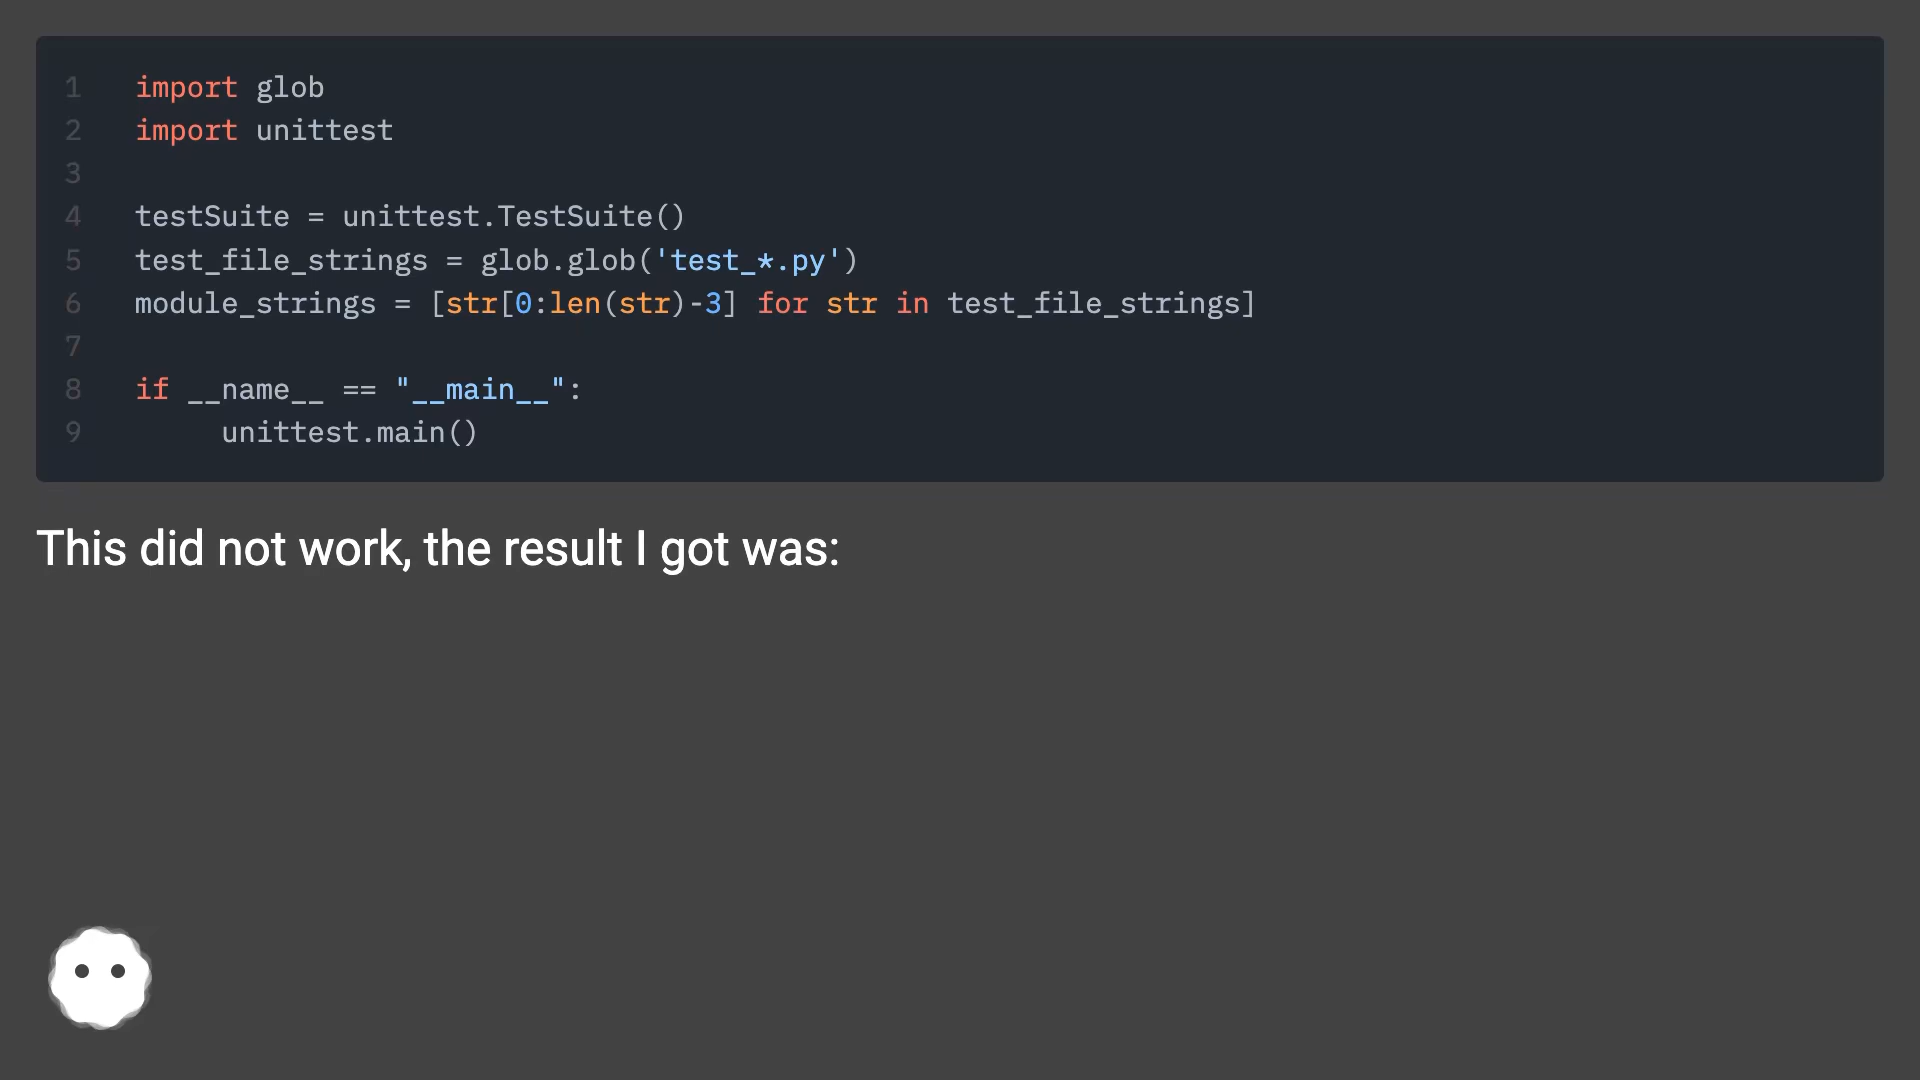 1 import glob
2 import unittest
3
4 testSuite = unittest.TestSuite()
5 test_file_strings = glob.glob('test_*.py')
6 module_strings = [str[0:len(str)-3] for str in test_file_strings]
7
8 if __name__ == "__main__":
9      unittest.main()
This did not work, the result I got was: